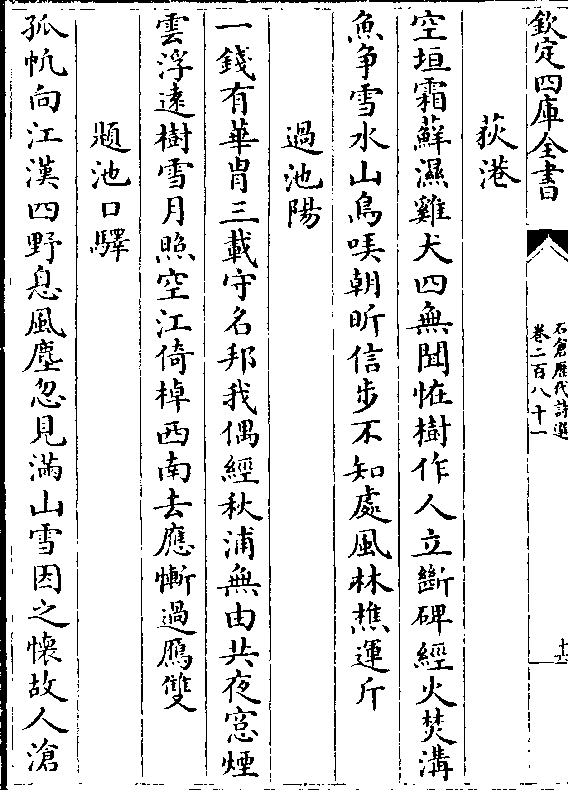 欽定四庫全書
石倉歷代詩選
卷二百八十一
荻港
空垣霜蘚濕雞犬四無聞恠樹作人立斷碑經火焚溝
魚争雪水山鳥嘆朝昕信步不知處風林樵運斤
過池陽
一錢有華胄三載守名邦我偶經秋浦無由共夜窓煙
雲浮遠樹雪月照空江倚棹西南去應慚過鴈雙
題池口驛
孤帆向江漢四野息風塵忽見滿山雪因之懷故人滄